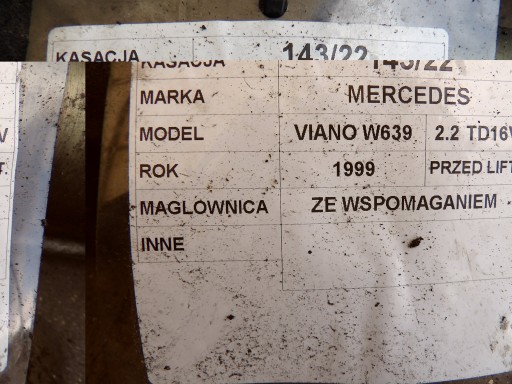 KASACJA 143/22
KASACJA 143/22
MARKA MERCEDES
MODEL VIANO W639 2.2 TD16V
ROK 1999 PRZED LIFT
MAGLOWNICA ZE WSPOMAGANIEM
INNE